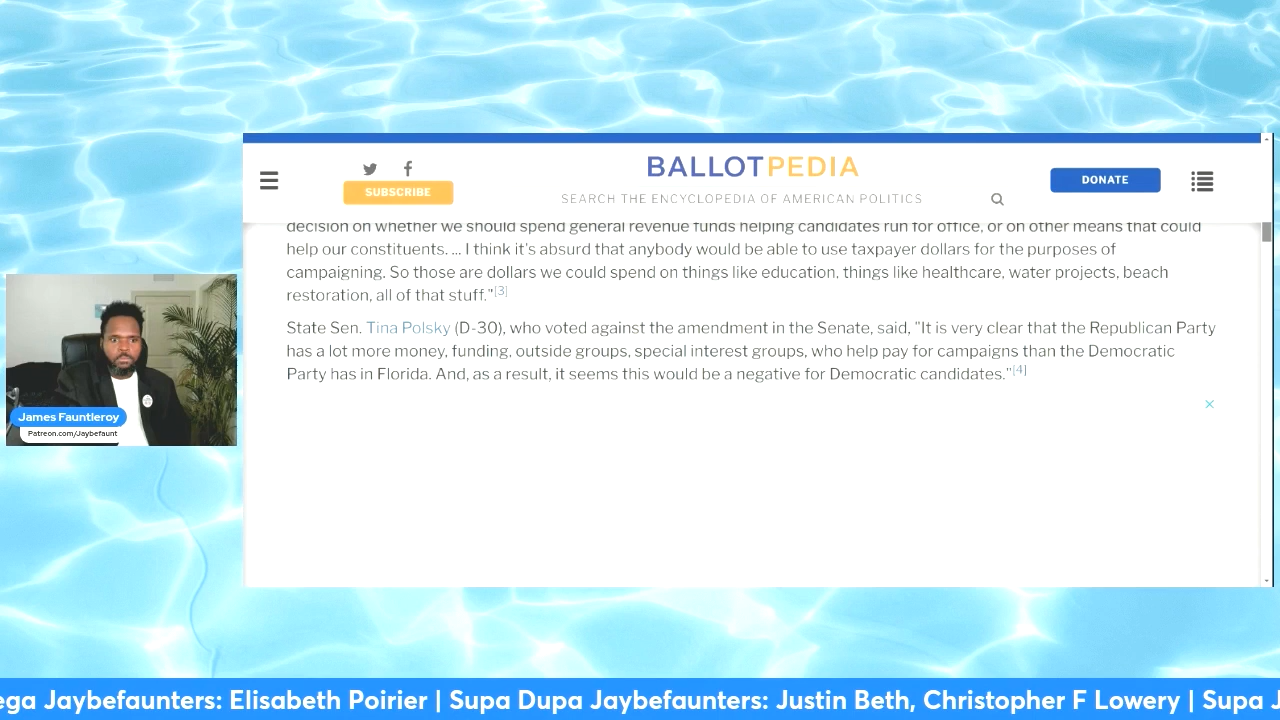 BALLOTPEDIA
SUBSCRIBE
SEARCH THE ENCYCLOPEDIA OF AMERICAN POLITICS
DONATE
decision on whether we should spend general revenue funds helping candidates run for office, or on other means that could
help our constituents. ... I think it's absurd that anybody would be able to use taxpayer dollars for the purposes of
campaigning. So those are dollars we could spend on things like education, things like healthcare, water projects, beach
restoration, all of that stuff."[3]
State Sen. Tina Polsky (D-30), who voted against the amendment in the Senate, said, "It is very clear that the Republican Party
has a lot more money, funding, outside groups, special interest groups, who help pay for campaigns than the Democratic
Party has in Florida. And, as a result, it seems this would be a negative for Democratic candidates."[4]
James Fauntleroy
Patreon.com/Jaybefaunt
ega Jaybefaunters: Elisabeth Poirier | Supa Dupa Jaybefaunters: Justin Beth, Christopher F Lowery | Supa J